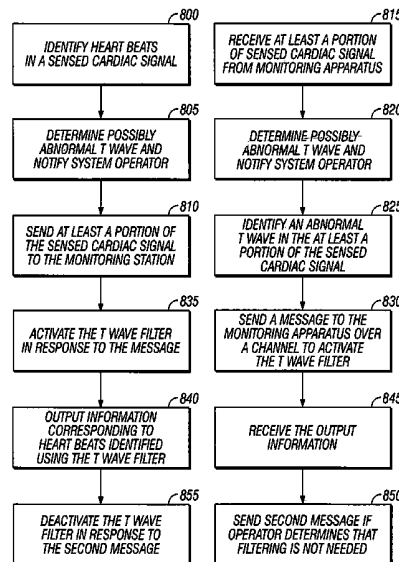 800
IDENTIFY HEART BEATS
IN A SENSED CARDIAC SIGNAL
805
DETERMINE POSSIBLY
ABNORMAL T WAVE AND
NOTIFY SYSTEM OPERATOR
810
SEND AT LEAST A PORTION OF
THE SENSED CARDIAC SIGNAL
TO THE MONITORING STATION
835
ACTIVATE THE T WAVE FILTER
IN RESPONSE TO THE MESSAGE
840
OUTPUT INFORMATION
CORRESPONDING TO
HEART BEATS IDENTIFIED
USING THE T WAVE FILTER
855
DEACTIVATE THE T WAVE
FILTER IN RESPONSE TO
THE SECOND MESSAGE
815
RECEIVE AT LEAST A PORTION
OF SENSED CARDIAC SIGNAL
FROM MONITORING APPARATUS
820
DETERMINE POSSIBLY
ABNORMAL T WAVE AND
NOTIFY SYSTEM OPERATOR
825
IDENTIFY AN ABNORMAL
T WAVE IN THE AT LEAST A
PORTION OF THE SENSED
CARDIAC SIGNAL
830
SEND A MESSAGE TO THE
MONITORING APPARATUS OVER
A CHANNEL TO ACTIVATE
THE T WAVE FILTER
845
RECEIVE THE OUTPUT
INFORMATION
850
SEND SECOND MESSAGE IF
OPERATOR DETERMINES THAT
FILTERING IS NOT NEEDED